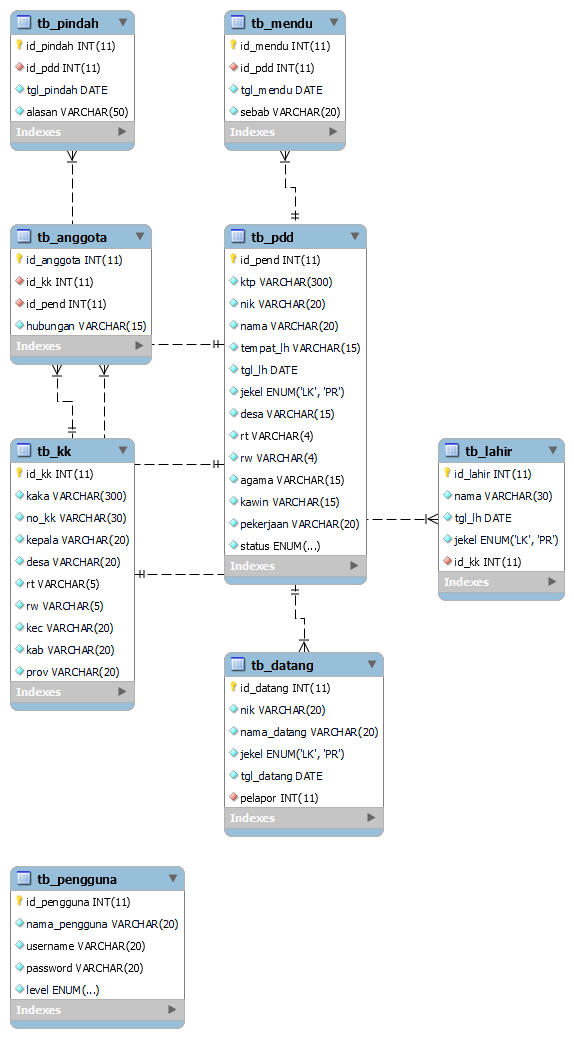 tb_pindah
id_pindah INT(11)
id_pdd INT(11)
tgl_pindah DATE
alasan VARCHAR(50)
Indexes
tb_mendu
id_mendu INT(11)
id_pdd INT(11)
tgl_mendu DATE
sebab VARCHAR(20)
Indexes
tb_anggota
id_anggota INT(11)
id_kk INT(11)
id_pend INT(11)
hubungan VARCHAR(15)
Indexes
tb_pdd
id_pend INT(11)
ktp VARCHAR(300)
nik VARCHAR(20)
nama VARCHAR(20)
tempat_lh VARCHAR(15)
tgl_lh DATE
jekel ENUM('LK', 'PR')
desa VARCHAR(15)
rt VARCHAR(4)
rw VARCHAR(4)
agama VARCHAR(15)
kawin VARCHAR(15)
pekerjaan VARCHAR(20)
status ENUM(...)
Indexes
tb_kk
id_kk INT(11)
kaka VARCHAR(300)
no_kk VARCHAR(30)
kepala VARCHAR(20)
desa VARCHAR(20)
rt VARCHAR(5)
rw VARCHAR(5)
kec VARCHAR(20)
kab VARCHAR(20)
prov VARCHAR(20)
Indexes
tb_lahir
id_lahir INT(11)
nama VARCHAR(30)
tgl_lh DATE
jekel ENUM('LK', 'PR')
id_kk INT(11)
Indexes
tb_datang
id_datang INT(11)
nik VARCHAR(20)
nama_datang VARCHAR(20)
jekel ENUM('LK', 'PR')
tgl_datang DATE
pelapor INT(11)
Indexes
tb_pengguna
id_pengguna INT(11)
nama_pengguna VARCHAR(20)
username VARCHAR(20)
password VARCHAR(20)
level ENUM(...)
Indexes